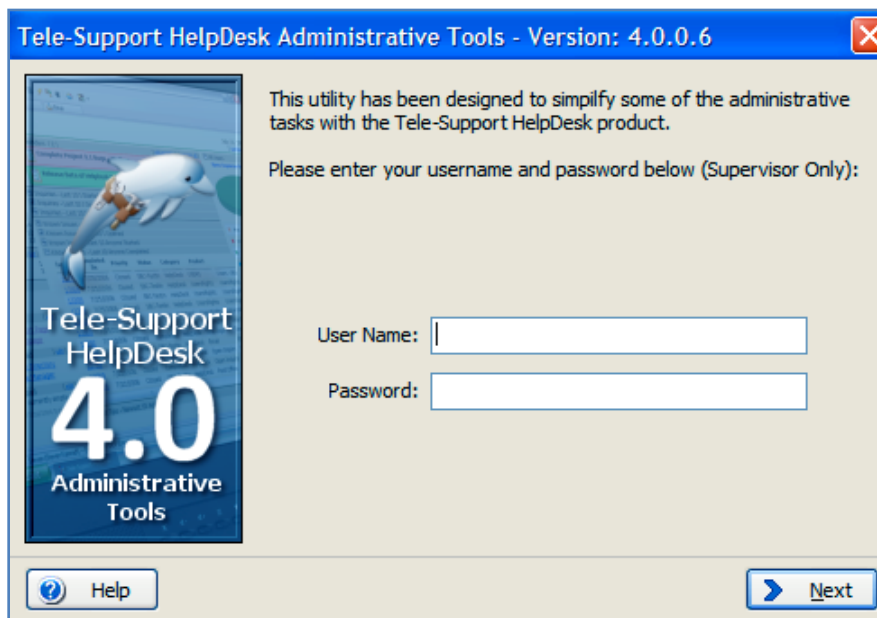 Tele-Support HelpDesk Administrative Tools - Version: 4.0.0.6
This utility has been designed to simpilfy some of the administrative
tasks with the Tele-Support HelpDesk product.
Please enter your username and password below (Supervisor Only):
Tele-Support
HelpDesk
4.0
Administrative
Tools
User Name:
Password:
Help
Next